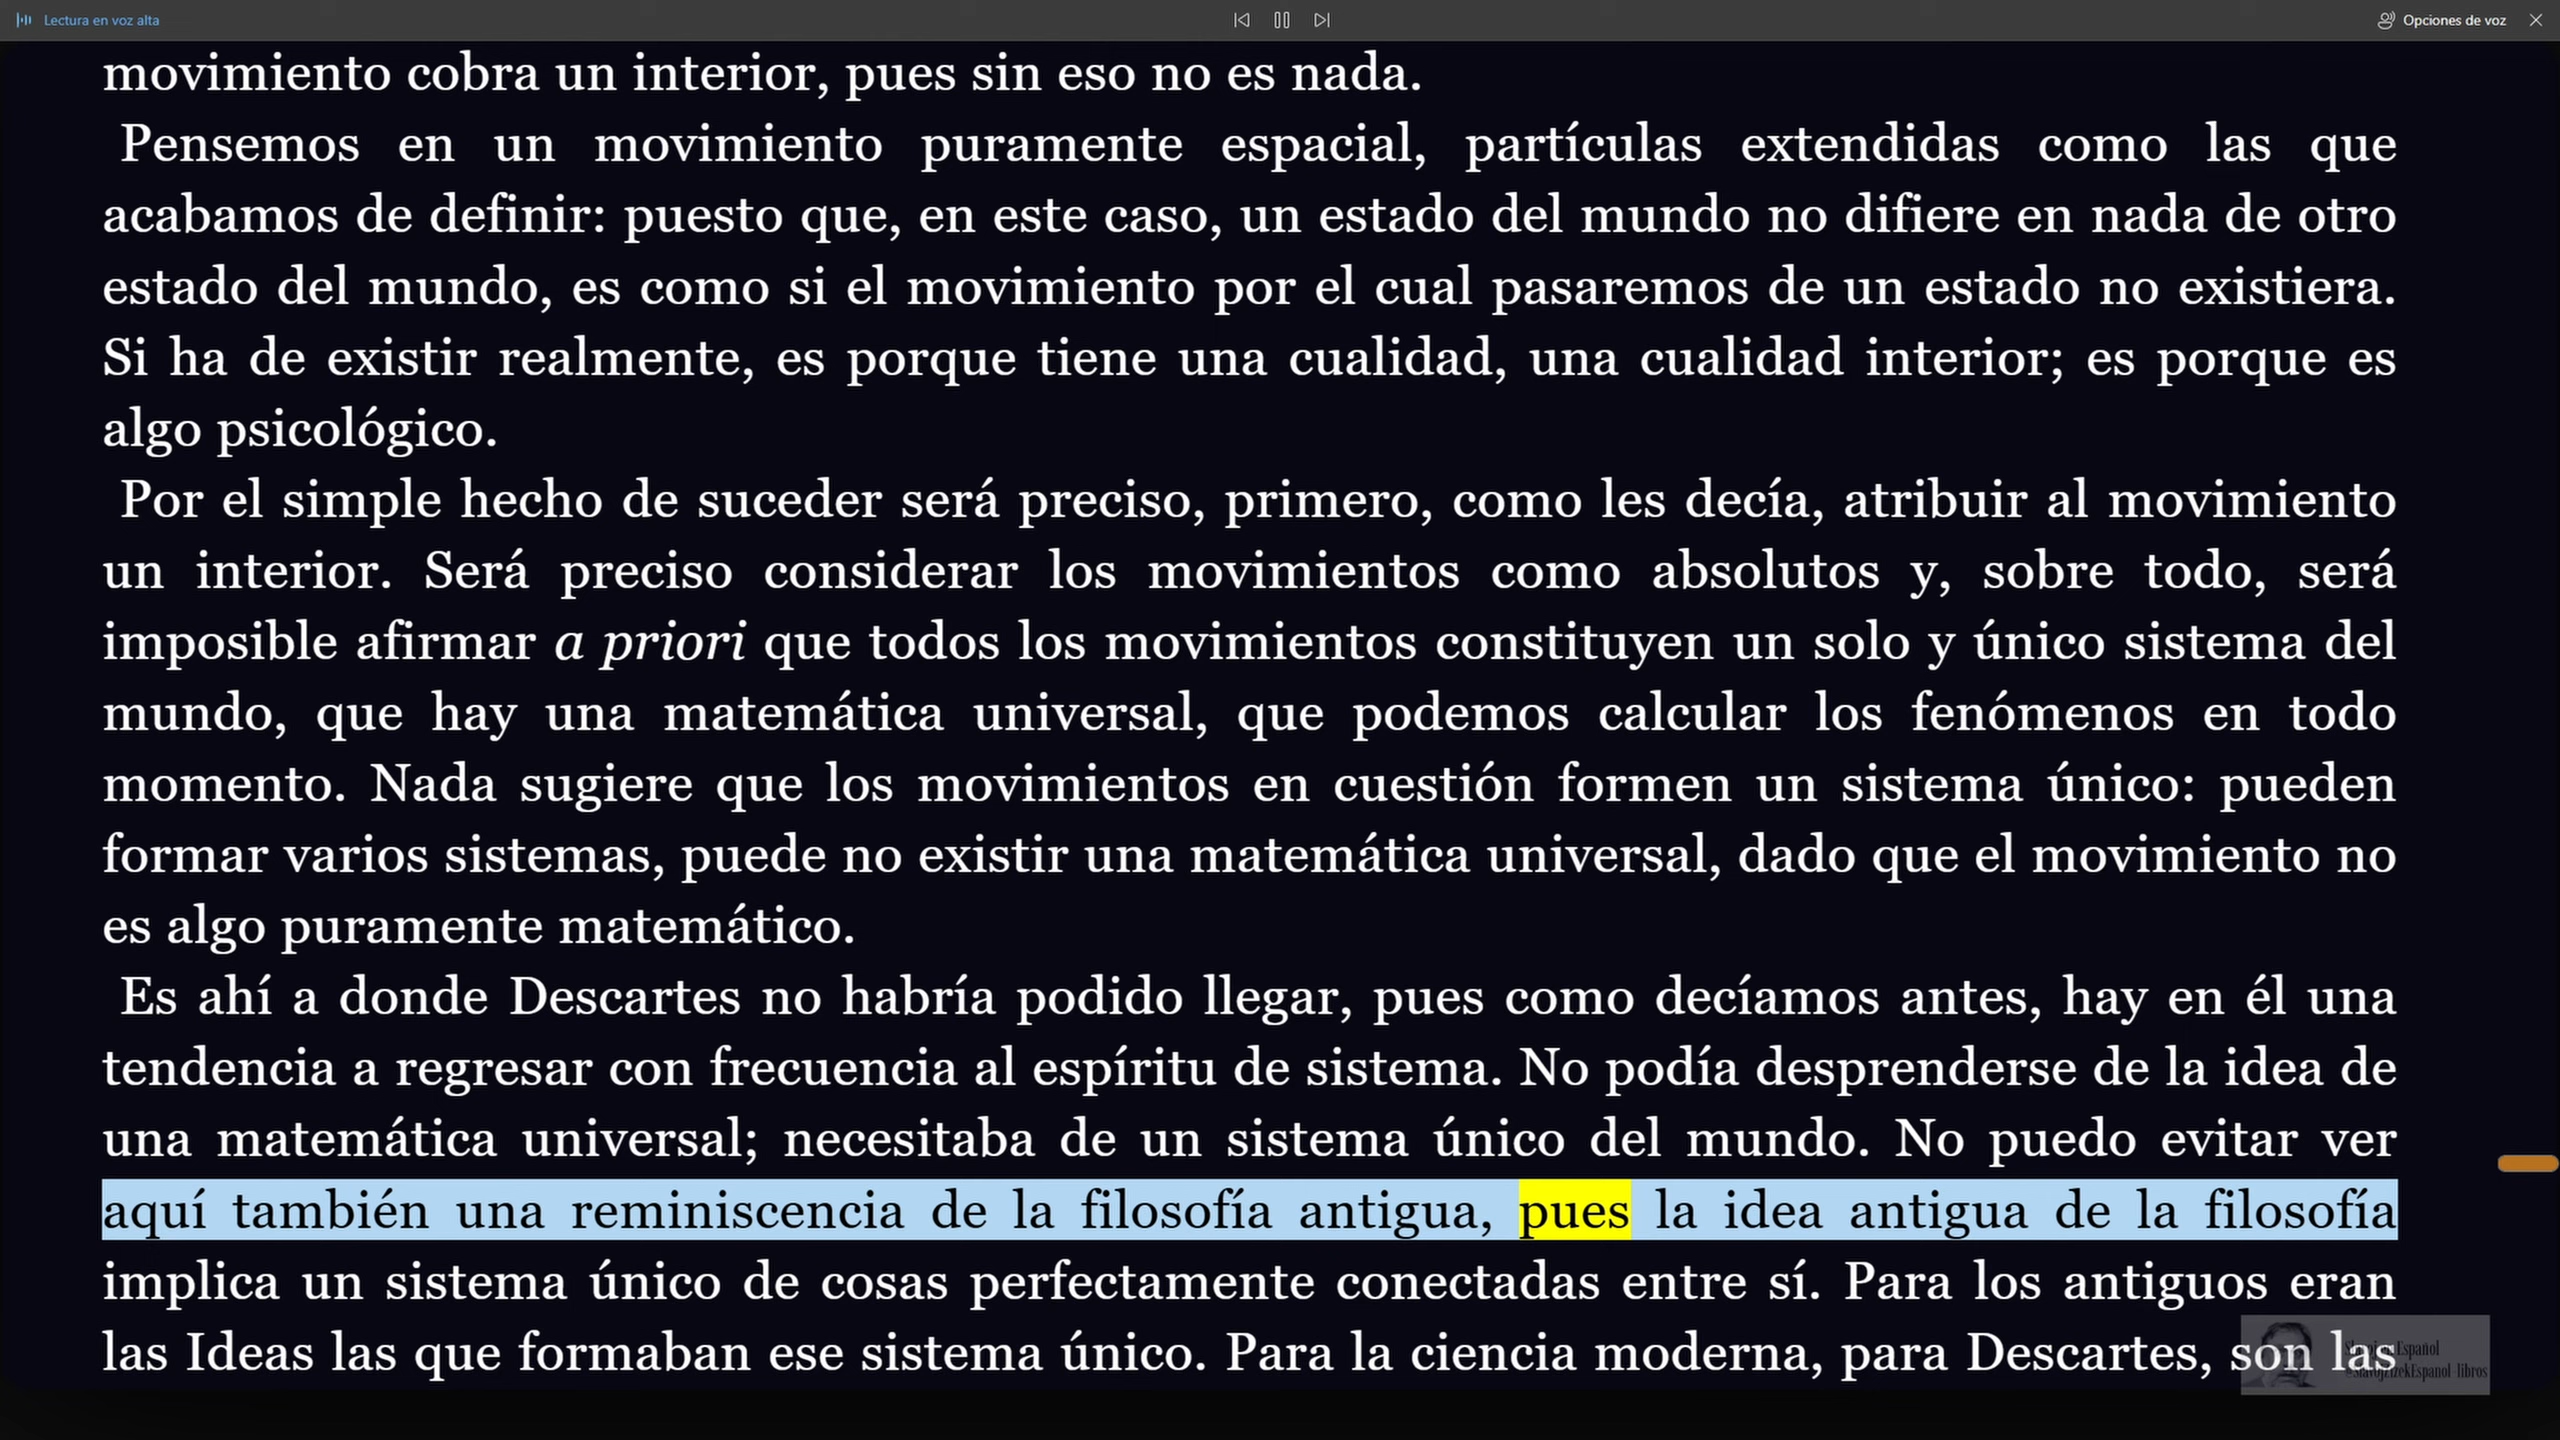 Lectura en voz alta
Opciones de voz
movimiento cobra un interior, pues sin eso no es nada.
Pensemos en un movimiento puramente espacial, partículas extendidas como las que
acabamos de definir: puesto que, en este caso, un estado del mundo no difiere en nada de otro
estado del mundo, es como si el movimiento por el cual pasaremos de un estado no existiera.
Si ha de existir realmente, es porque tiene una cualidad, una cualidad interior; es porque es
algo psicológico.
Por el simple hecho de suceder será preciso, primero, como les decía, atribuir al movimiento
un interior. Será preciso considerar los movimientos como absolutos y, sobre todo, será
imposible afirmar a priori que todos los movimientos constituyen un solo y único sistema del
mundo, que hay una matemática universal, que podemos calcular los fenómenos en todo
momento. Nada sugiere que los movimientos en cuestión formen un sistema único: pueden
formar varios sistemas, puede no existir una matemática universal, dado que el movimiento no
es algo puramente matemático.
Es ahí a donde Descartes no habría podido llegar, pues como decíamos antes, hay en él una
tendencia a regresar con frecuencia al espíritu de sistema. No podía desprenderse de la idea de
una matemática universal; necesitaba de un sistema único del mundo. No puedo evitar ver
aquí también una reminiscencia de la filosofía antigua, pues la idea antigua de la filosofía
implica un sistema único de cosas perfectamente conectadas entre sí. Para los antiguos eran
las Ideas las que formaban ese sistema único. Para la ciencia moderna, para Descartes, son las
Español